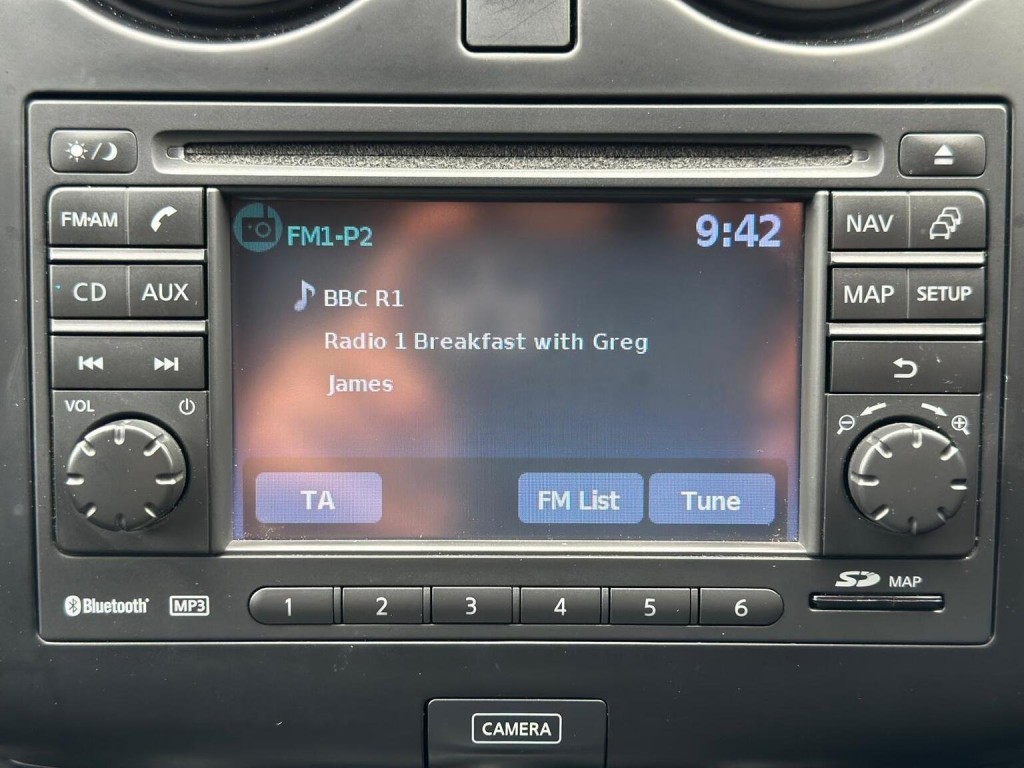 FM·AM
FM1-P2
9:42
NAV
BBC R1
CD
AUX
MAP
SETUP
Radio 1 Breakfast with Greg
James
VOL
TA
FM List
Tune
Bluetooth
MP3
1 2 3 4 5 6
SD MAP
CAMERA